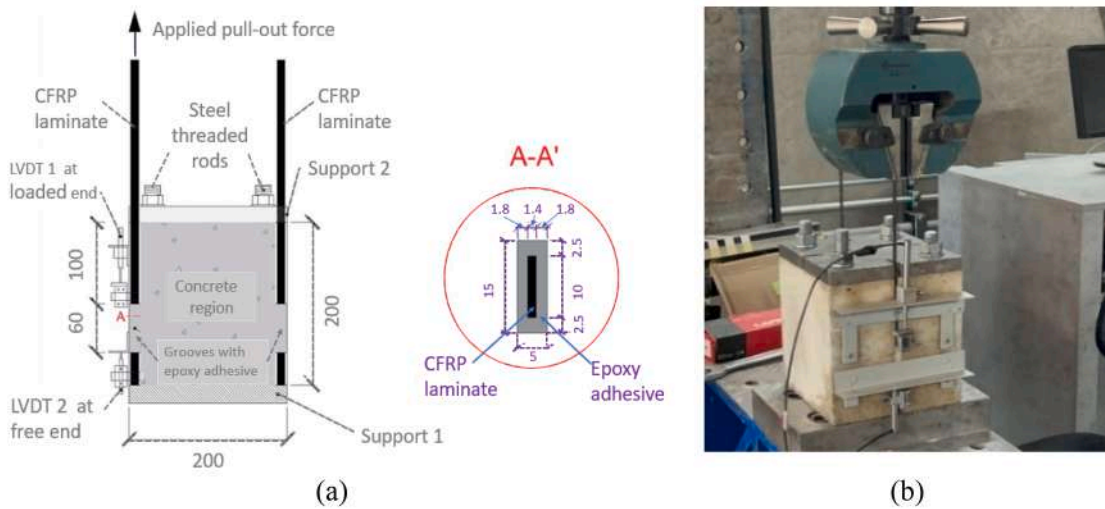 Applied pull-out force
CFRP
laminate
Steel
threaded
rods
CFRP
laminate
LVDT 1 at
loaded end
Support 2
100
60
A
Concrete
region
200
Grooves with
epoxy adhesive
LVDT 2 at
free end
Support 1
200
A-A'
1.8
1.4
1.8
2.5
15
10
2.5
5
CFRP
laminate
Epoxy
adhesive
(a)
(b)